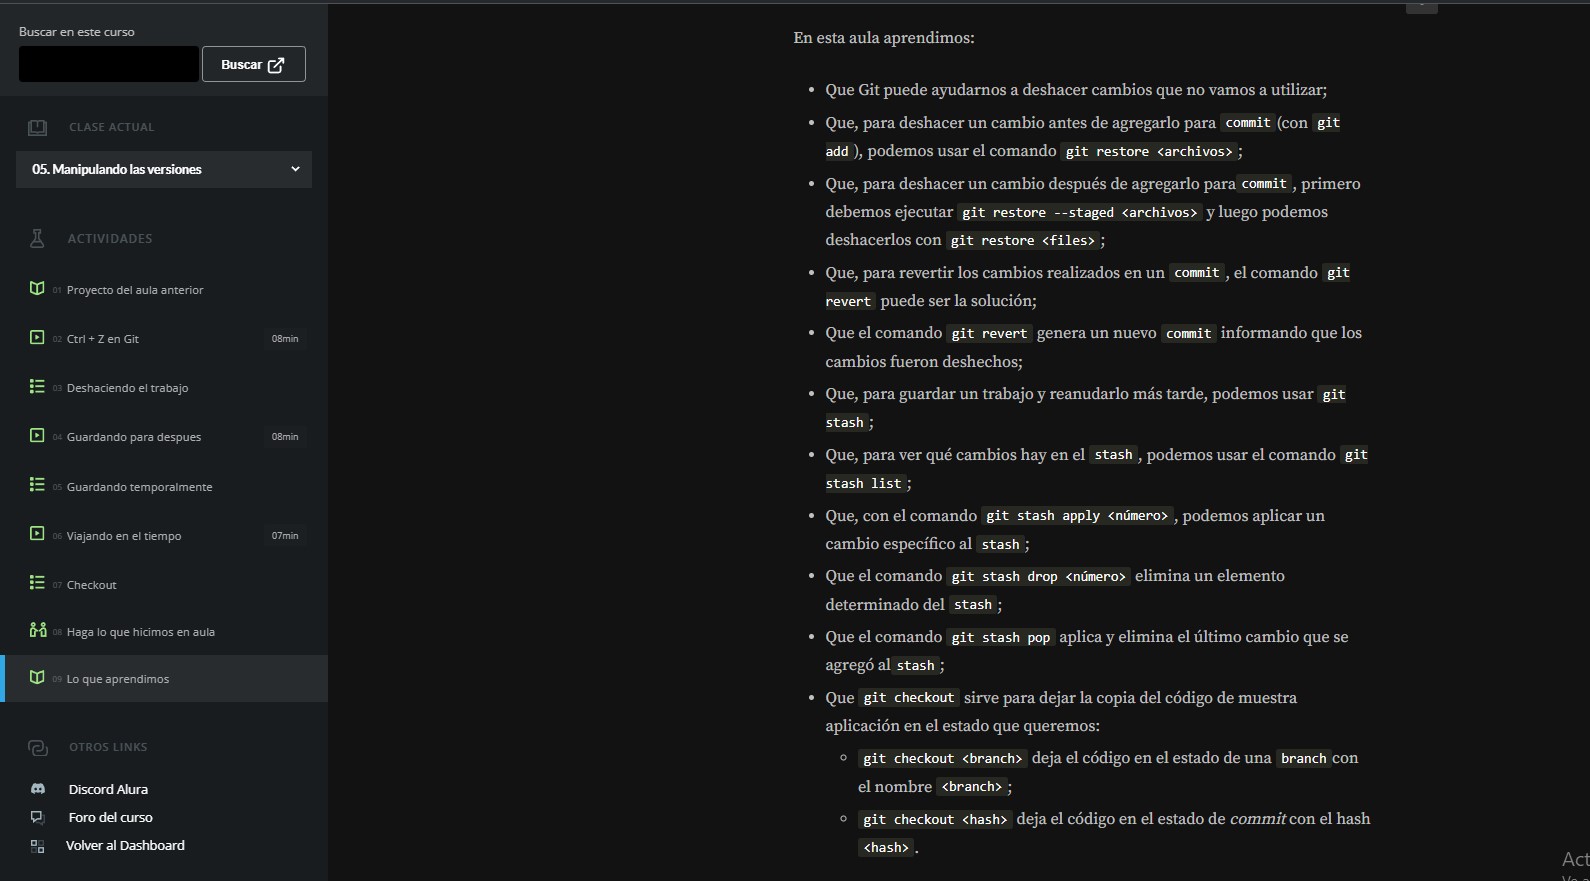 Buscar en este curso
Buscar
CLASE ACTUAL
05. Manipulando las versiones
ACTIVIDADES
01 Proyecto del aula anterior
02 Ctrl + Z en Git 08min
03 Deshaciendo el trabajo
04 Guardando para despues 08min
05 Guardando temporalmente
06 Viajando en el tiempo 07min
07 Checkout
08 Haga lo que hicimos en aula
09 Lo que aprendimos
OTROS LINKS
Discord Alura
Foro del curso
Volver al Dashboard
En esta aula aprendimos:
• Que Git puede ayudarnos a deshacer cambios que no vamos a utilizar;
• Que, para deshacer un cambio antes de agregarlo para commit (con git
add ), podemos usar el comando git restore <archivos> ;
• Que, para deshacer un cambio después de agregarlo para commit , primero
debemos ejecutar git restore --staged <archivos> y luego podemos
deshacerlos con git restore <files> ;
• Que, para revertir los cambios realizados en un commit , el comando git
revert puede ser la solución;
• Que el comando git revert genera un nuevo commit informando que los
cambios fueron deshechos;
• Que, para guardar un trabajo y reanudarlo más tarde, podemos usar git
stash ;
• Que, para ver qué cambios hay en el stash , podemos usar el comando git
stash list ;
• Que, con el comando git stash apply <número> , podemos aplicar un
cambio específico al stash ;
• Que el comando git stash drop <número> elimina un elemento
determinado del stash ;
• Que el comando git stash pop aplica y elimina el último cambio que se
agregó al stash ;
• Que git checkout sirve para dejar la copia del código de muestra
aplicación en el estado que queremos:
◦ git checkout <branch> deja el código en el estado de una branch con
el nombre <branch> ;
◦ git checkout <hash> deja el código en el estado de commit con el hash
<hash> .
Act